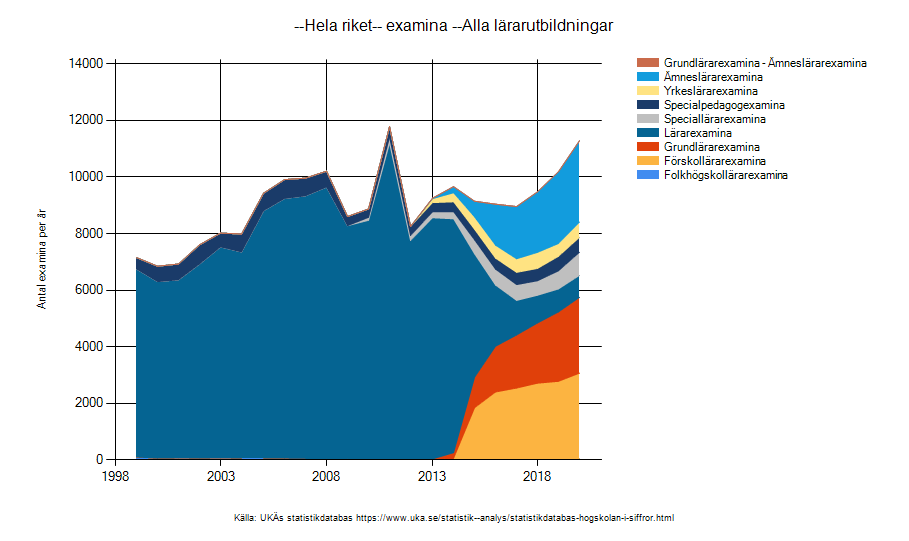 --Hela riket-- examina --Alla lärarutbildningar
14000
12000
10000
8000
6000
4000
2000
0
Antal examina per år
1998
2003
2008
2013
2018
Grundlärarexamina - Ämneslärarexamina
Ämneslärarexamina
Yrkeslärarexamina
Specialpedagogexamina
Speciallärarexamina
Lärarexamina
Grundlärarexamina
Förskollärarexamina
Folkhögskollärarexamina
Källa: UKÄs statistikdatabas https://www.uka.se/statistik--analys/statistikdatabas-hogskolan-i-siffror.html